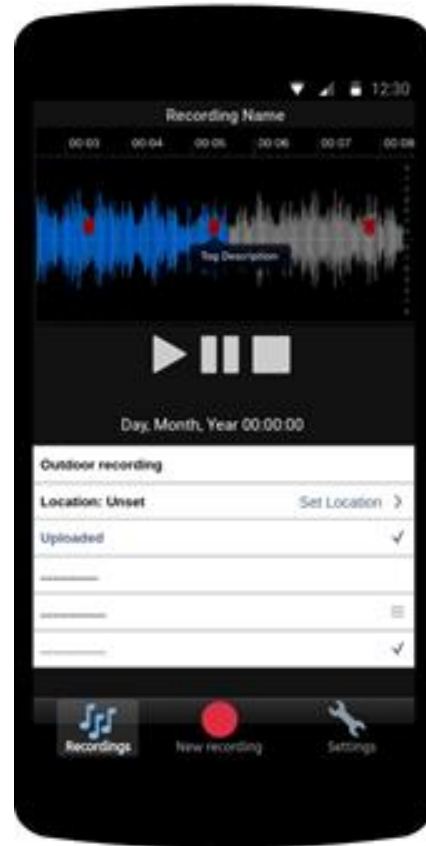 12:30
Recording Name
00:03 00:04 00:05 00:06 00:07 00:08
Tag Description
Day, Month, Year 00:00:00
Outdoor recording
Location: Unset Set Location >
Uploaded
Recordings New recording Settings